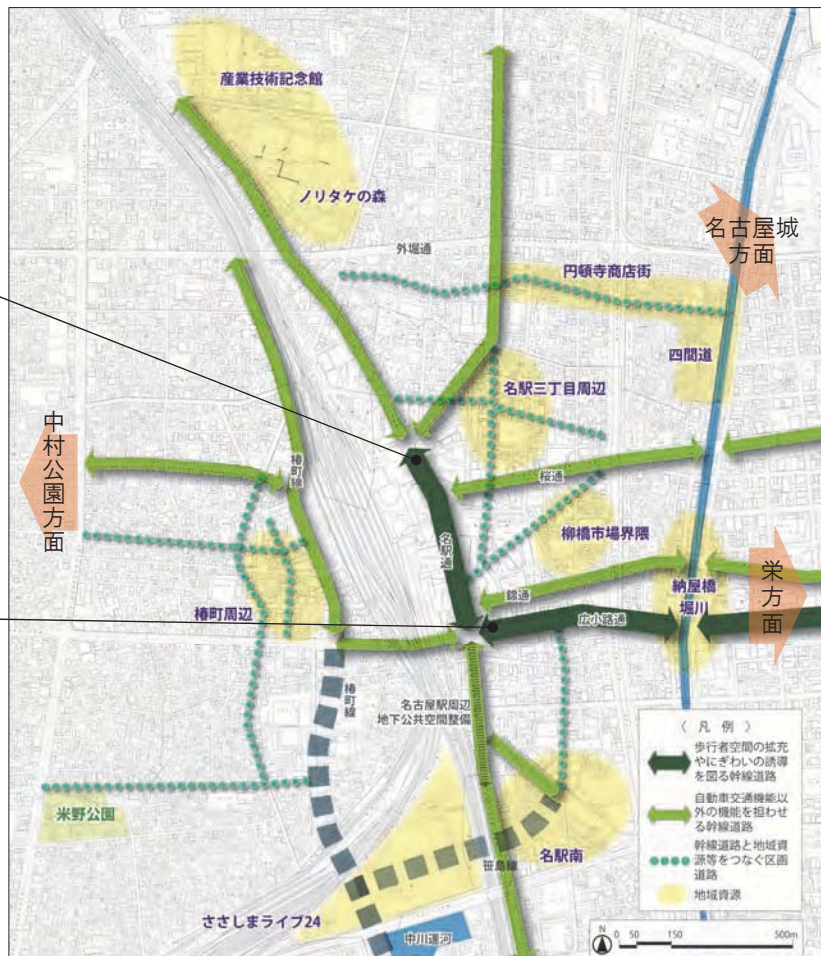 産業技術記念館
ノリタケの森
外堀通
名古屋城
方面
円頓寺商店街
四間道
名駅三丁目周辺
中村公園方面
椿町線
桜通
名駅通
柳橋市場界隈
錦通
納屋橋
堀川
栄方面
椿町周辺
広小路通
椿町線
名古屋駅周辺
地下公共空間整備
米野公園
笹島線
名駅南
ささしまライブ24
中川運河
〈 凡 例 〉
歩行者空間の拡充
やにぎわいの誘導
を図る幹線道路
自動車交通機能以
外の機能を担わせ
る幹線道路
幹線道路と地域資
源等をつなぐ区画
道路
地域資源
N
0 50 150 500m